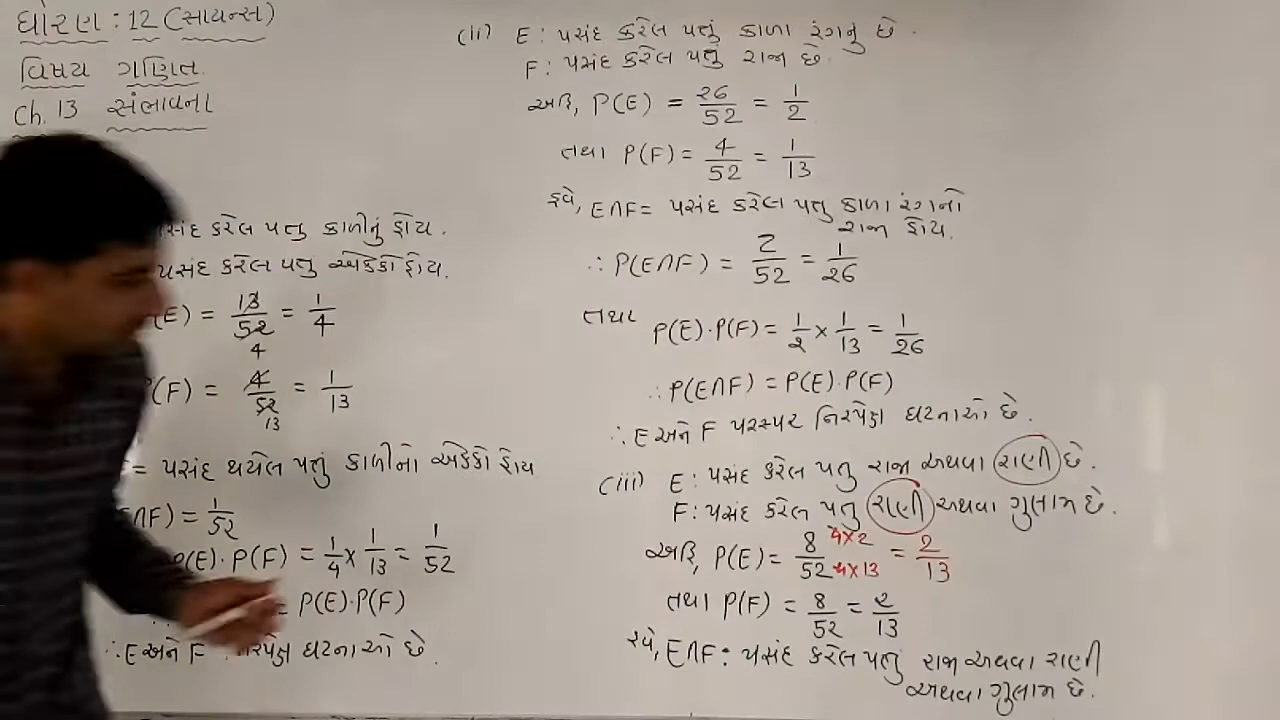 ધોરણ : 12 (સાયન્સ)
વિષય ગણિત
Ch. 13 સંભાવના
પસંદ કરેલ પત્તુ કાળીનું હોય.
પસંદ કરેલ પત્તુ એક્કો હોય.
(E) = 13/52 = 1/4
4
P(F) = 4/52 = 1/13
13
= પસંદ થયેલ પત્તું કાળીનો એક્કો હોય
∩F) = 1/52
P(E)·P(F) = 1/4 × 1/13 = 1/52
= P(E)·P(F)
∴ E અને F નિરપેક્ષ ઘટનાઓ છે.
(ii) E : પસંદ કરેલ પત્તું કાળા રંગનું છે.
F : પસંદ કરેલ પત્તું રાજા છે.
અહિ, P(E) = 26/52 = 1/2
તથા P(F) = 4/52 = 1/13
હવે, E∩F = પસંદ કરેલ પત્તુ કાળા રંગનો
રાજા હોય.
∴ P(E∩F) = 2/52 = 1/26
તથા P(E)·P(F) = 1/2 × 1/13 = 1/26
∴ P(E∩F) = P(E)·P(F)
∴ E અને F પરસ્પર નિરપેક્ષ ઘટનાઓ છે.
(iii) E : પસંદ કરેલ પત્તુ રાજા અથવા રાણી છે.
F : પસંદ કરેલ પત્તુ રાણી અથવા ગુલામ છે.
અહિ, P(E) = 8/52 4×2/4×13 = 2/13
તથા P(F) = 8/52 = 2/13
હવે, E∩F : પસંદ કરેલ પત્તું રાજા અથવા રાણી
અથવા ગુલામ છે.